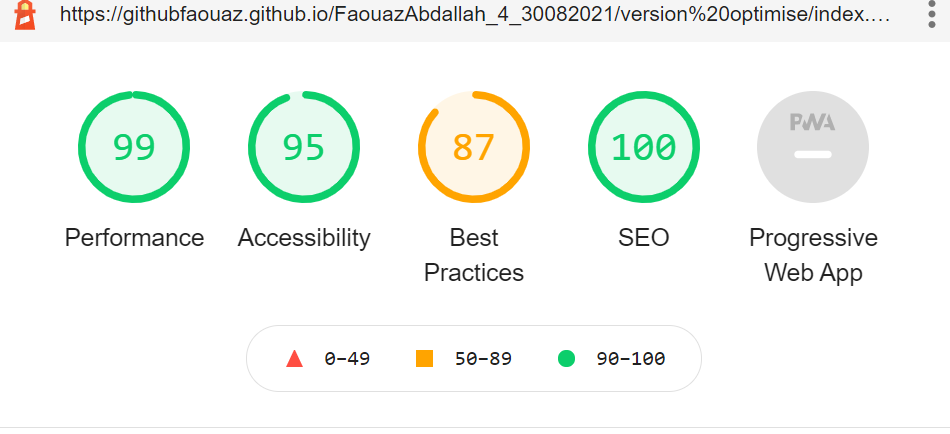 https://githubfaouaz.github.io/FaouazAbdallah_4_30082021/version%20optimise/index.…
99 95 87 100 PWA
Performance Accessibility Best Practices SEO Progressive Web App
0–49 50–89 90–100